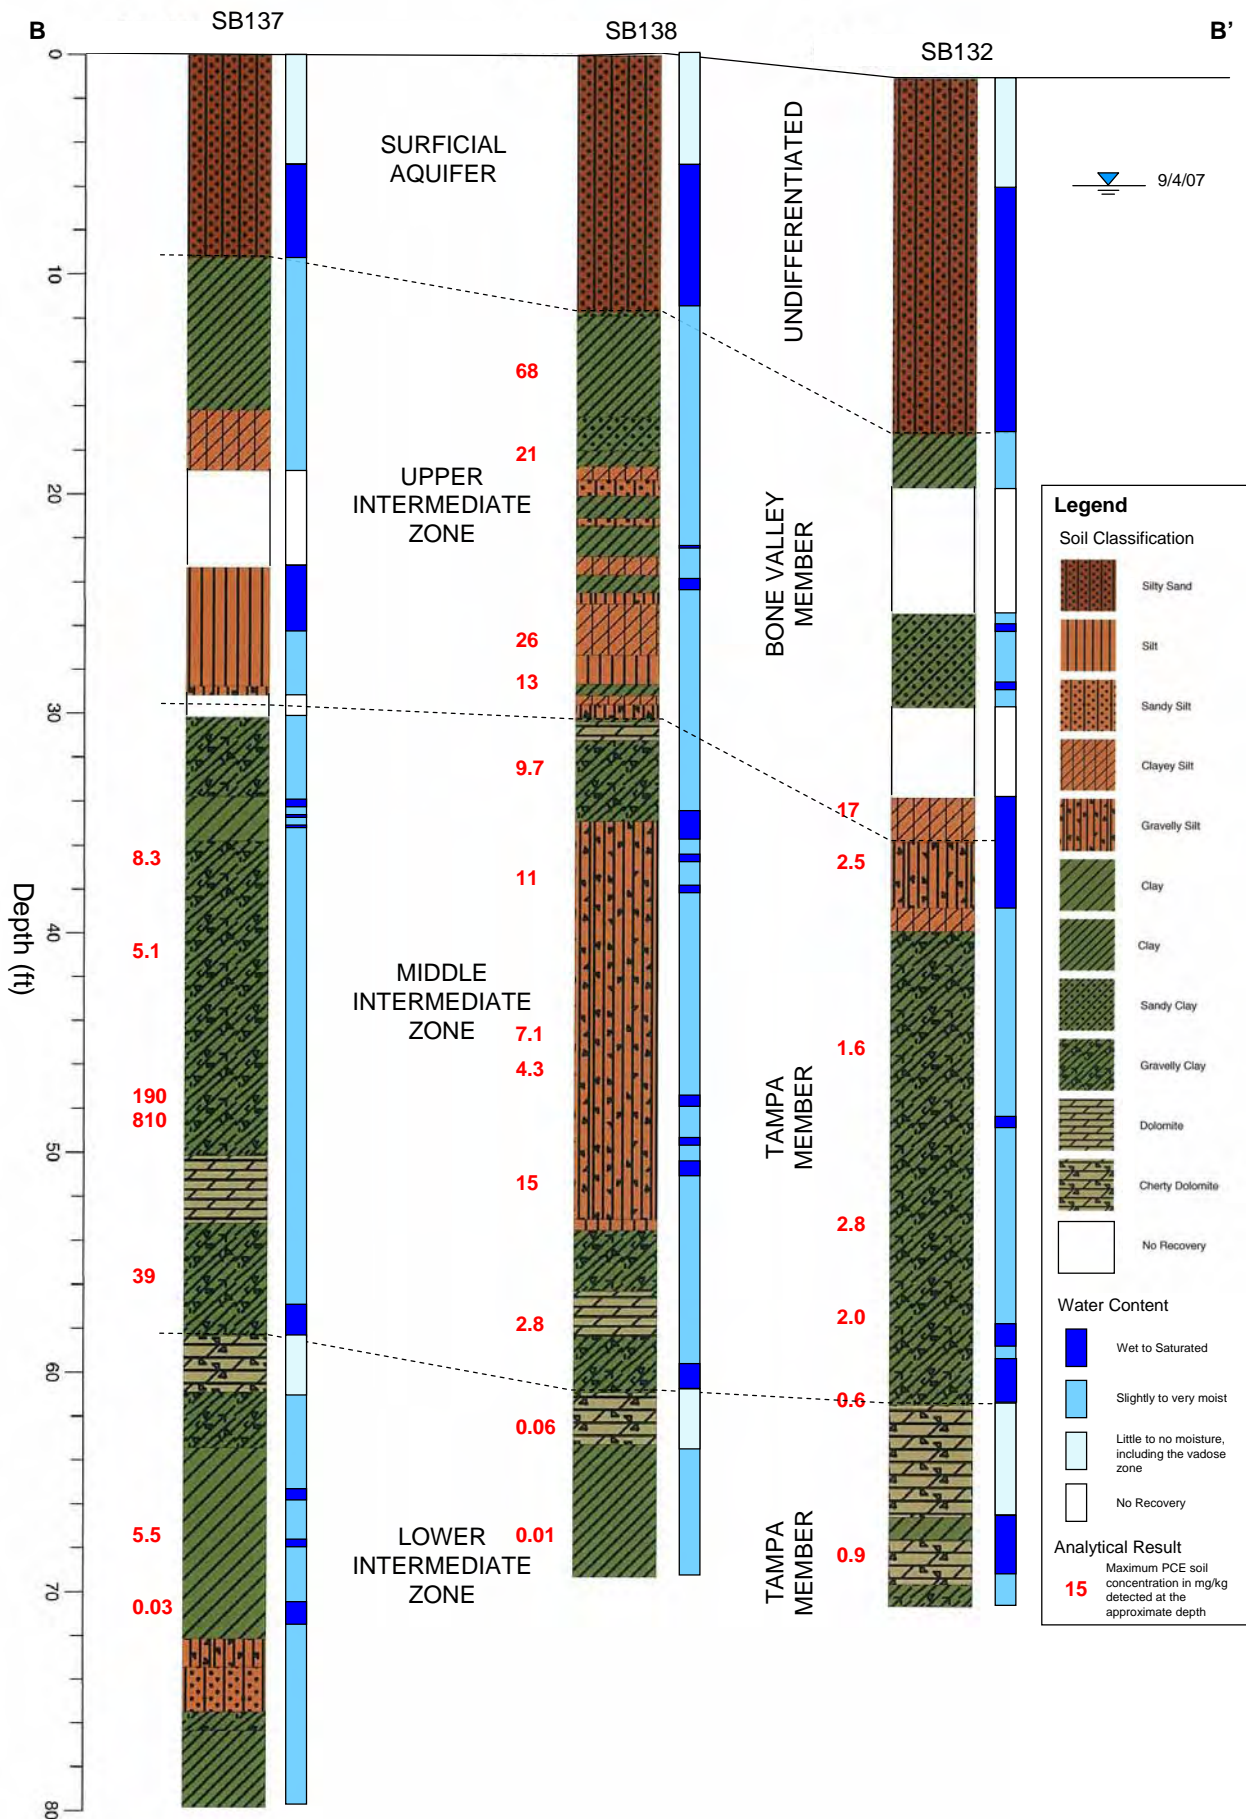 B
SB137
SB138
SB132
B’
0
10
20
30
40
50
60
70
80
Depth (ft)
8.3
5.1
190
810
39
5.5
0.03
SURFICIAL
AQUIFER
UPPER
INTERMEDIATE
ZONE
MIDDLE
INTERMEDIATE
ZONE
LOWER
INTERMEDIATE
ZONE
68
21
26
13
9.7
11
7.1
4.3
15
2.8
0.06
0.01
UNDIFFERENTIATED
BONE VALLEY
MEMBER
TAMPA
MEMBER
TAMPA
MEMBER
17
2.5
1.6
2.8
2.0
0.6
0.9
9/4/07
Legend
Soil Classification
Silty Sand
Silt
Sandy Silt
Clayey Silt
Gravelly Silt
Clay
Clay
Sandy Clay
Gravelly Clay
Dolomite
Cherty Dolomite
No Recovery
Water Content
Wet to Saturated
Slightly to very moist
Little to no moisture,
including the vadose
zone
No Recovery
Analytical Result
15
Maximum PCE soil
concentration in mg/kg
detected at the
approximate depth